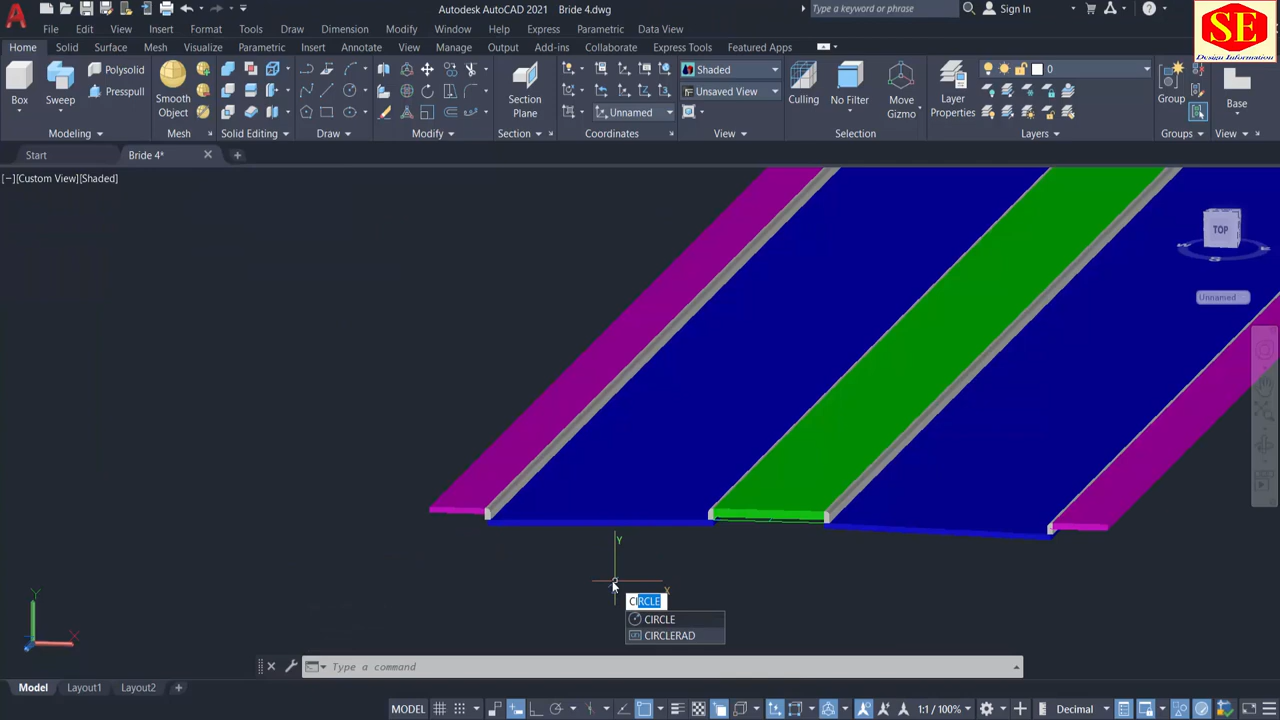 Autodesk AutoCAD 2021 Bride 4.dwg
Type a keyword or phrase
Sign In
SE
Design Information
File Edit View Insert Format Tools Draw Dimension Modify Window Help Express Parametric Data View
Home Solid Surface Mesh Visualize Parametric Insert Annotate View Manage Output Add-ins Collaborate Express Tools Featured Apps
Polysolid
Presspull
Box
Sweep
Smooth Object
Section Plane
Shaded
Unsaved View
Unnamed
Culling
No Filter
Move Gizmo
Layer Properties
0
Group
Base
Modeling
Mesh
Solid Editing
Draw
Modify
Section
Coordinates
View
Selection
Layers
Groups
View
Start
Bride 4*
[−][Custom View][Shaded]
TOP
Unnamed
Y
X
CIRCLE
CIRCLE
CIRCLERAD
Y
X
Type a command
Model Layout1 Layout2
MODEL
1:1 / 100%
Decimal